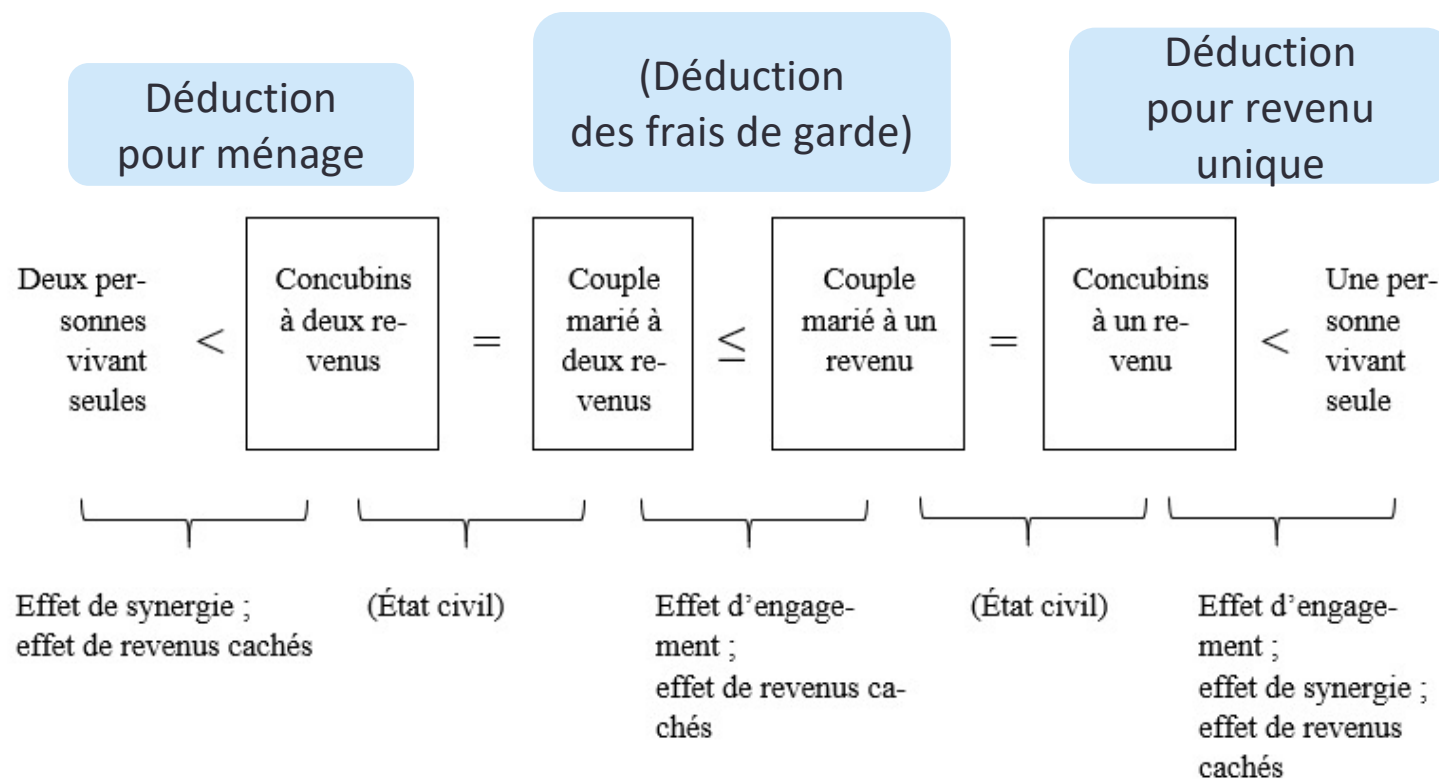 Déduction
pour ménage
(Déduction
des frais de garde)
Déduction
pour revenu
unique
Deux per-
sonnes
vivant
seules
<
Concubins
à deux re-
venus
=
Couple
marié à
deux re-
venus
≤
Couple
marié à un
revenu
=
Concubins
à un re-
venu
<
Une per-
sonne
vivant
seule
Effet de synergie ;
effet de revenus cachés
(État civil)
Effet d’engage-
ment ;
effet de revenus ca-
chés
(État civil)
Effet d’engage-
ment ;
effet de synergie ;
effet de revenus
cachés